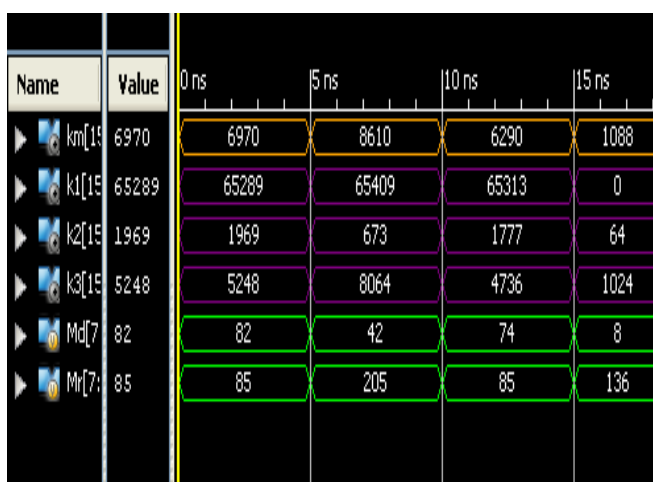 Name Value 0 ns 5 ns 10 ns 15 ns
km[15 6970 6970 8610 6290 1088
k1[15 65289 65289 65409 65313 0
k2[15 1969 1969 673 1777 64
k3[15 5248 5248 8064 4736 1024
Md[7 82 82 42 74 8
Mr[7: 85 85 205 85 136